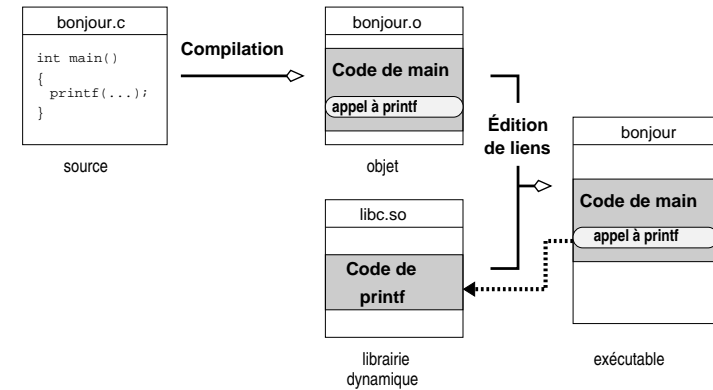 bonjour.c
int main()
{
printf(...);
}
source
Compilation
bonjour.o
Code de main
appel à printf
objet
libc.so
Code de
printf
librairie
dynamique
Édition
de liens
bonjour
Code de main
appel à printf
exécutable